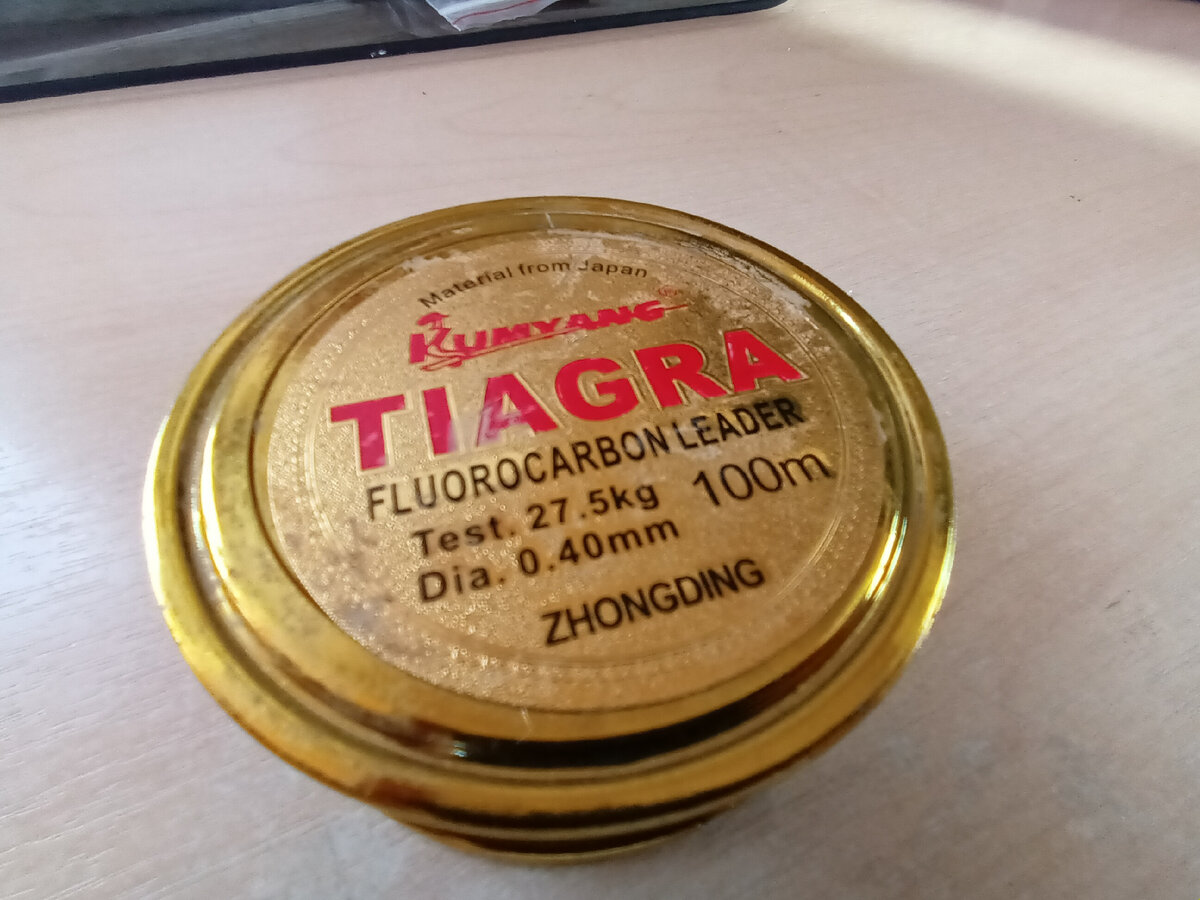 Material from Japan
KUMYANG
TIAGRA
FLUOROCARBON LEADER
Test. 27.5kg 100m
Dia. 0.40mm
ZHONGDING